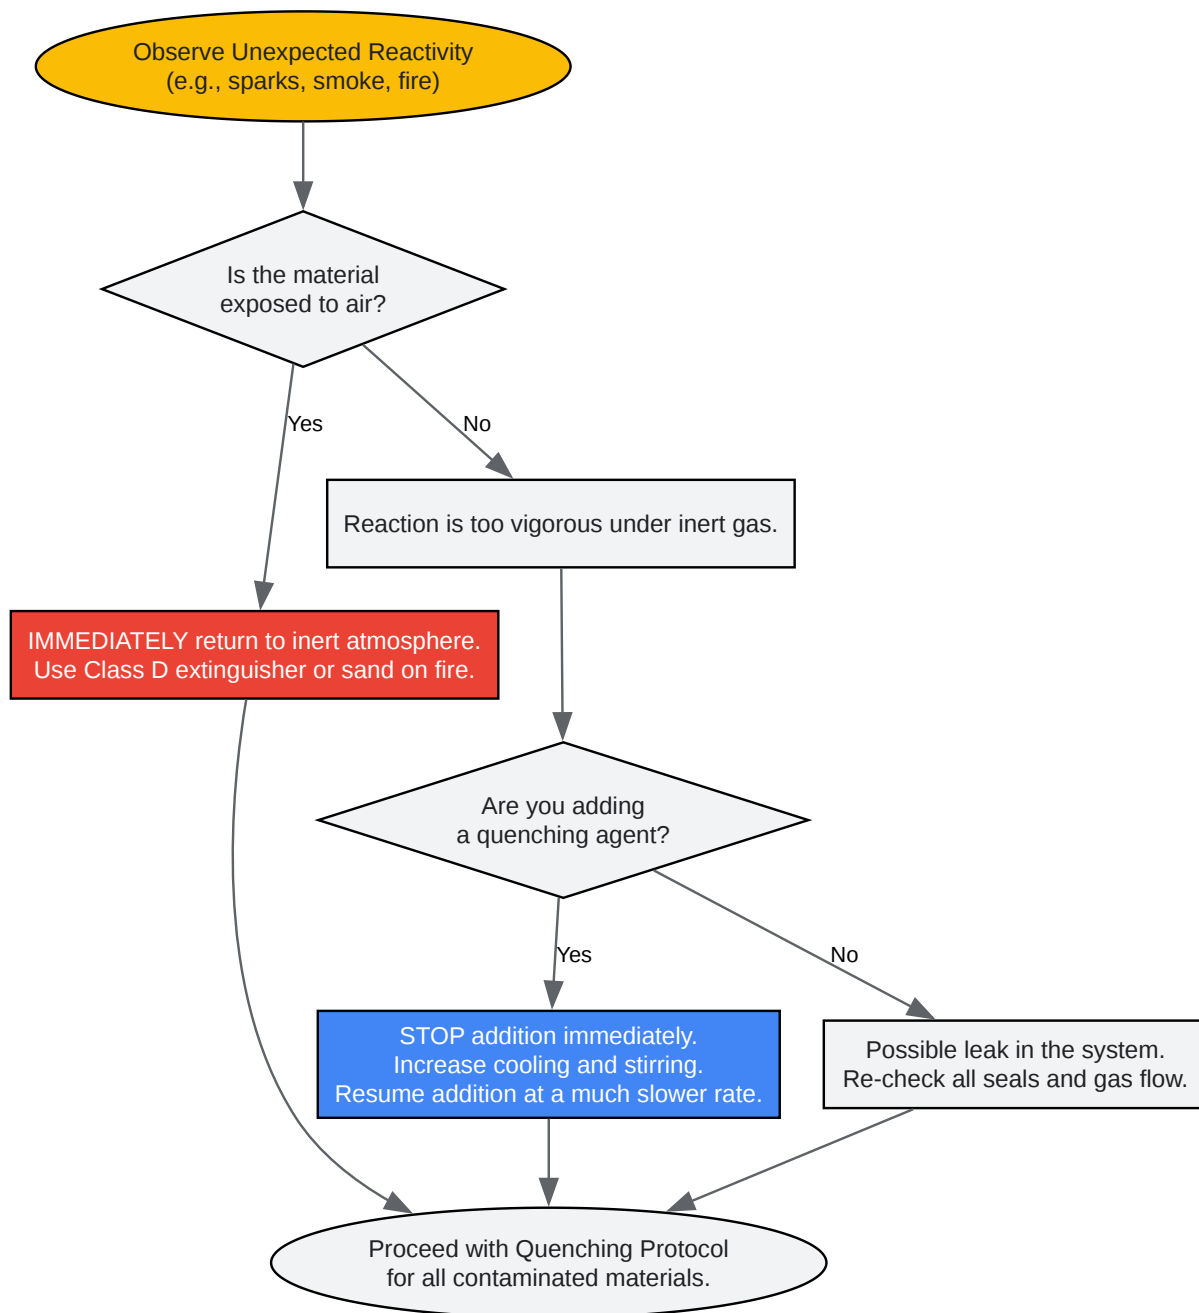 Observe Unexpected Reactivity
(e.g., sparks, smoke, fire)
Is the material
exposed to air?
Yes
No
Reaction is too vigorous under inert gas.
IMMEDIATELY return to inert atmosphere.
Use Class D extinguisher or sand on fire.
Are you adding
a quenching agent?
Yes
No
STOP addition immediately.
Increase cooling and stirring.
Resume addition at a much slower rate.
Possible leak in the system.
Re-check all seals and gas flow.
Proceed with Quenching Protocol
for all contaminated materials.